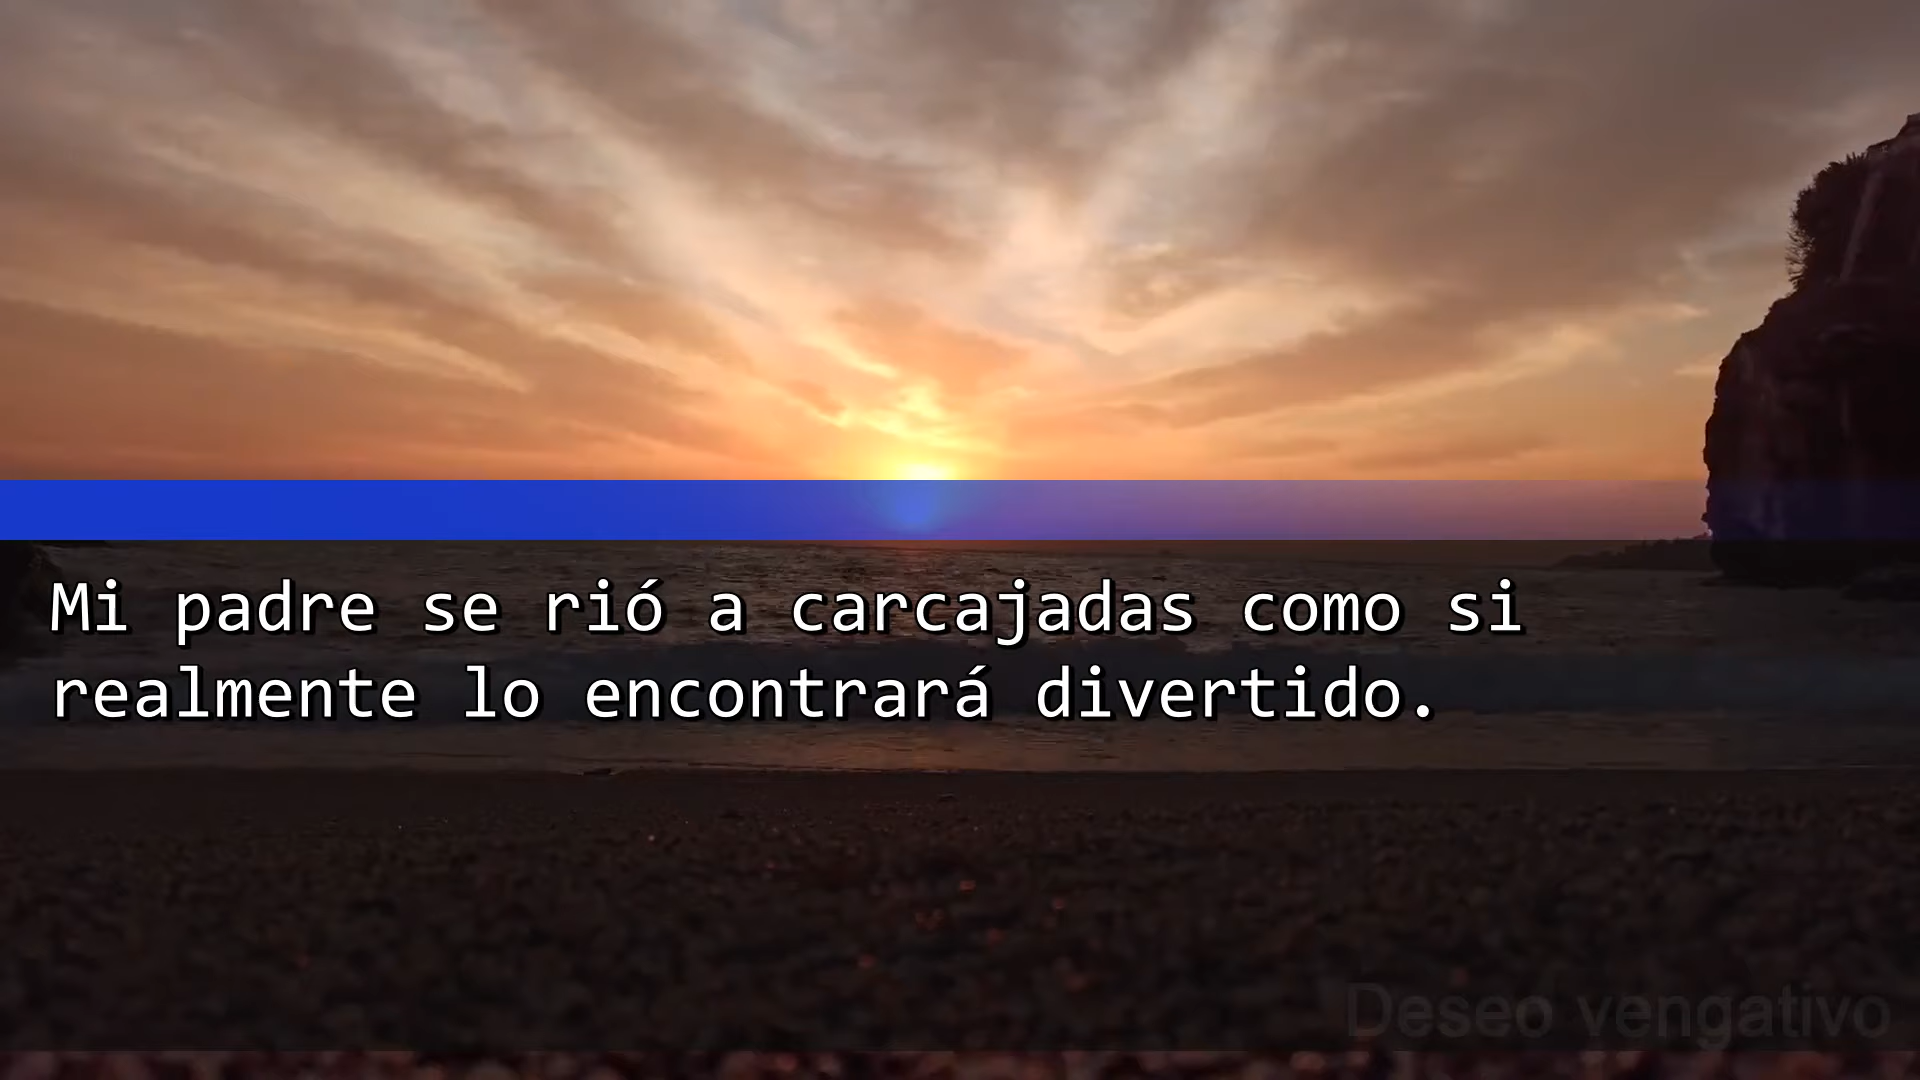 Mi padre se rió a carcajadas como si
realmente lo encontrará divertido.
Deseo vengativo